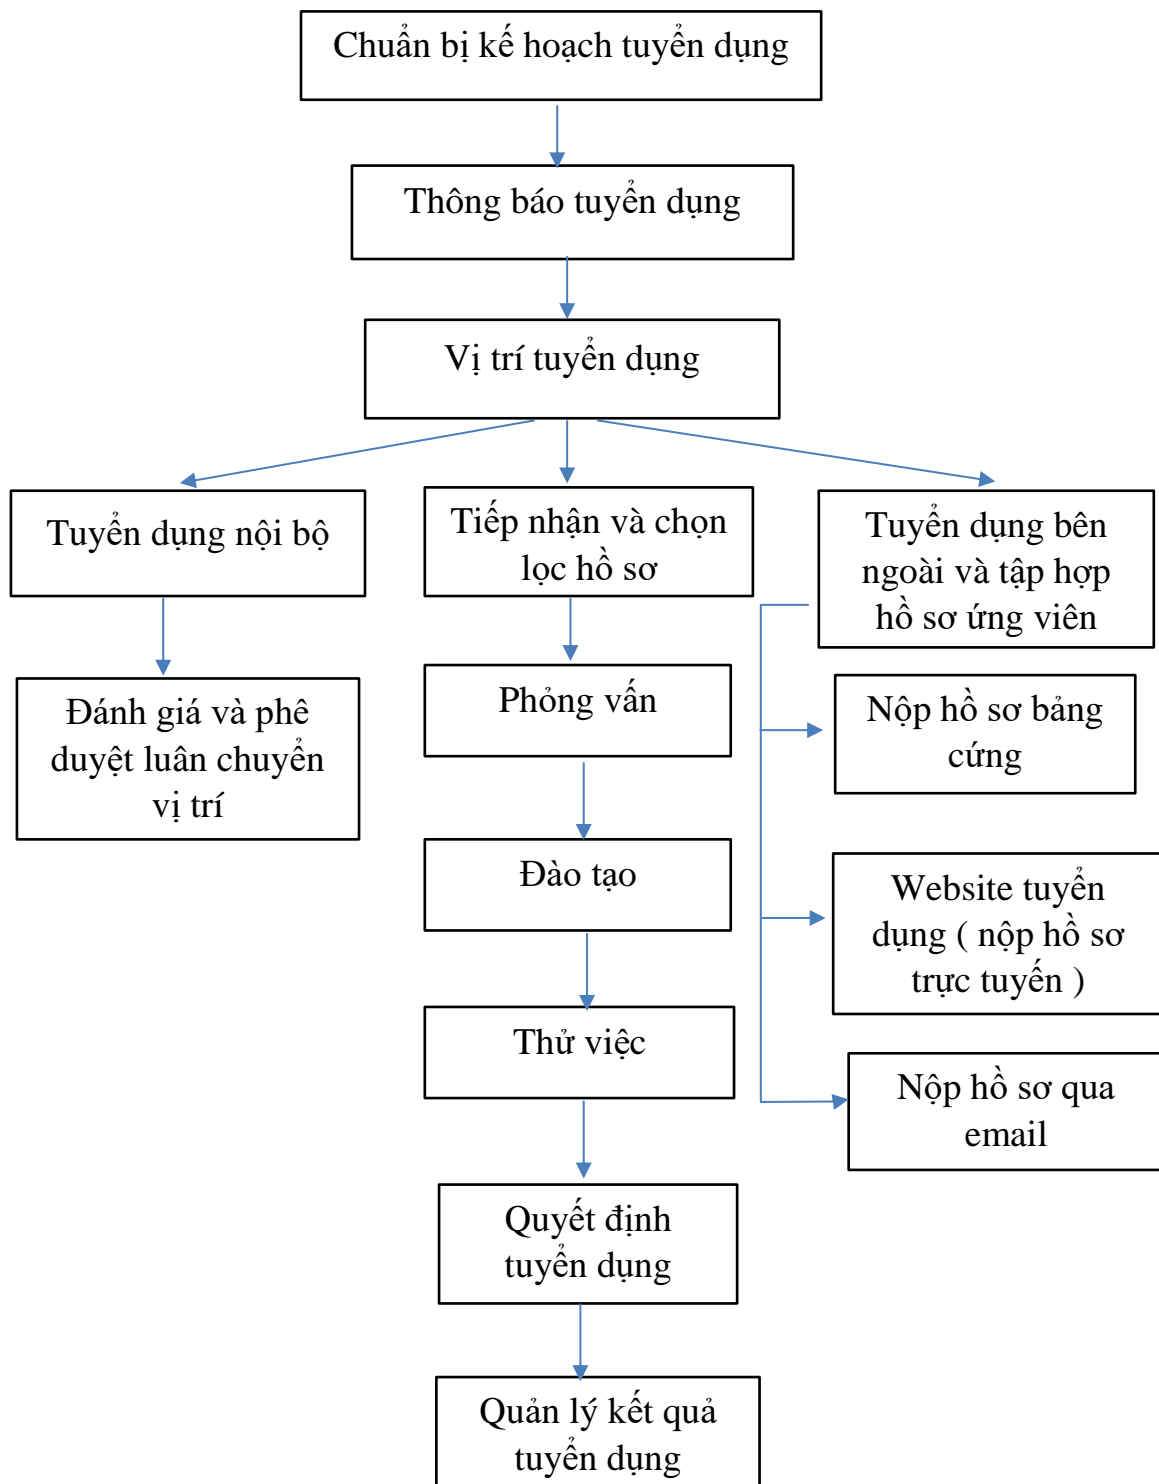 Chuẩn bị kế hoạch tuyển dụng
Thông báo tuyển dụng
Vị trí tuyển dụng
Tuyển dụng nội bộ
Đánh giá và phê
duyệt luân chuyển
vị trí
Tiếp nhận và chọn
lọc hồ sơ
Phỏng vấn
Đào tạo
Thử việc
Quyết định
tuyển dụng
Quản lý kết quả
tuyển dụng
Tuyển dụng bên
ngoài và tập hợp
hồ sơ ứng viên
Nộp hồ sơ bảng
cứng
Website tuyển
dụng ( nộp hồ sơ
trực tuyến )
Nộp hồ sơ qua
email